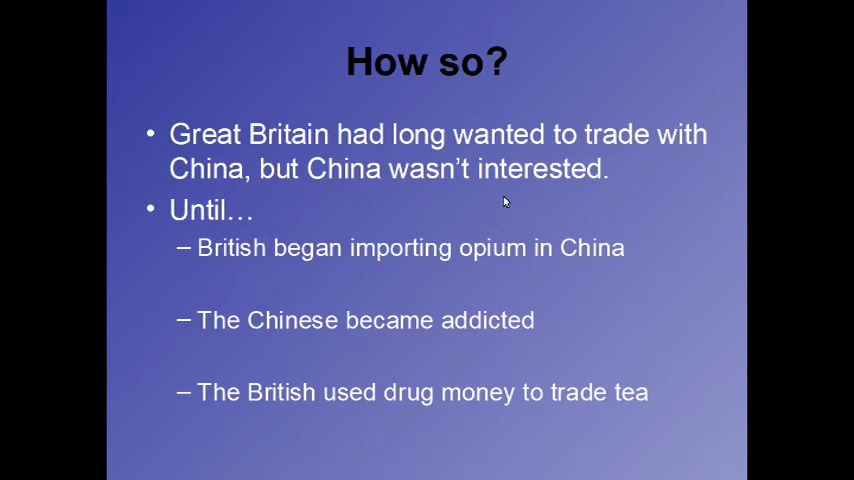 How so?
• Great Britain had long wanted to trade with
China, but China wasn’t interested.
• Until…
– British began importing opium in China
– The Chinese became addicted
– The British used drug money to trade tea